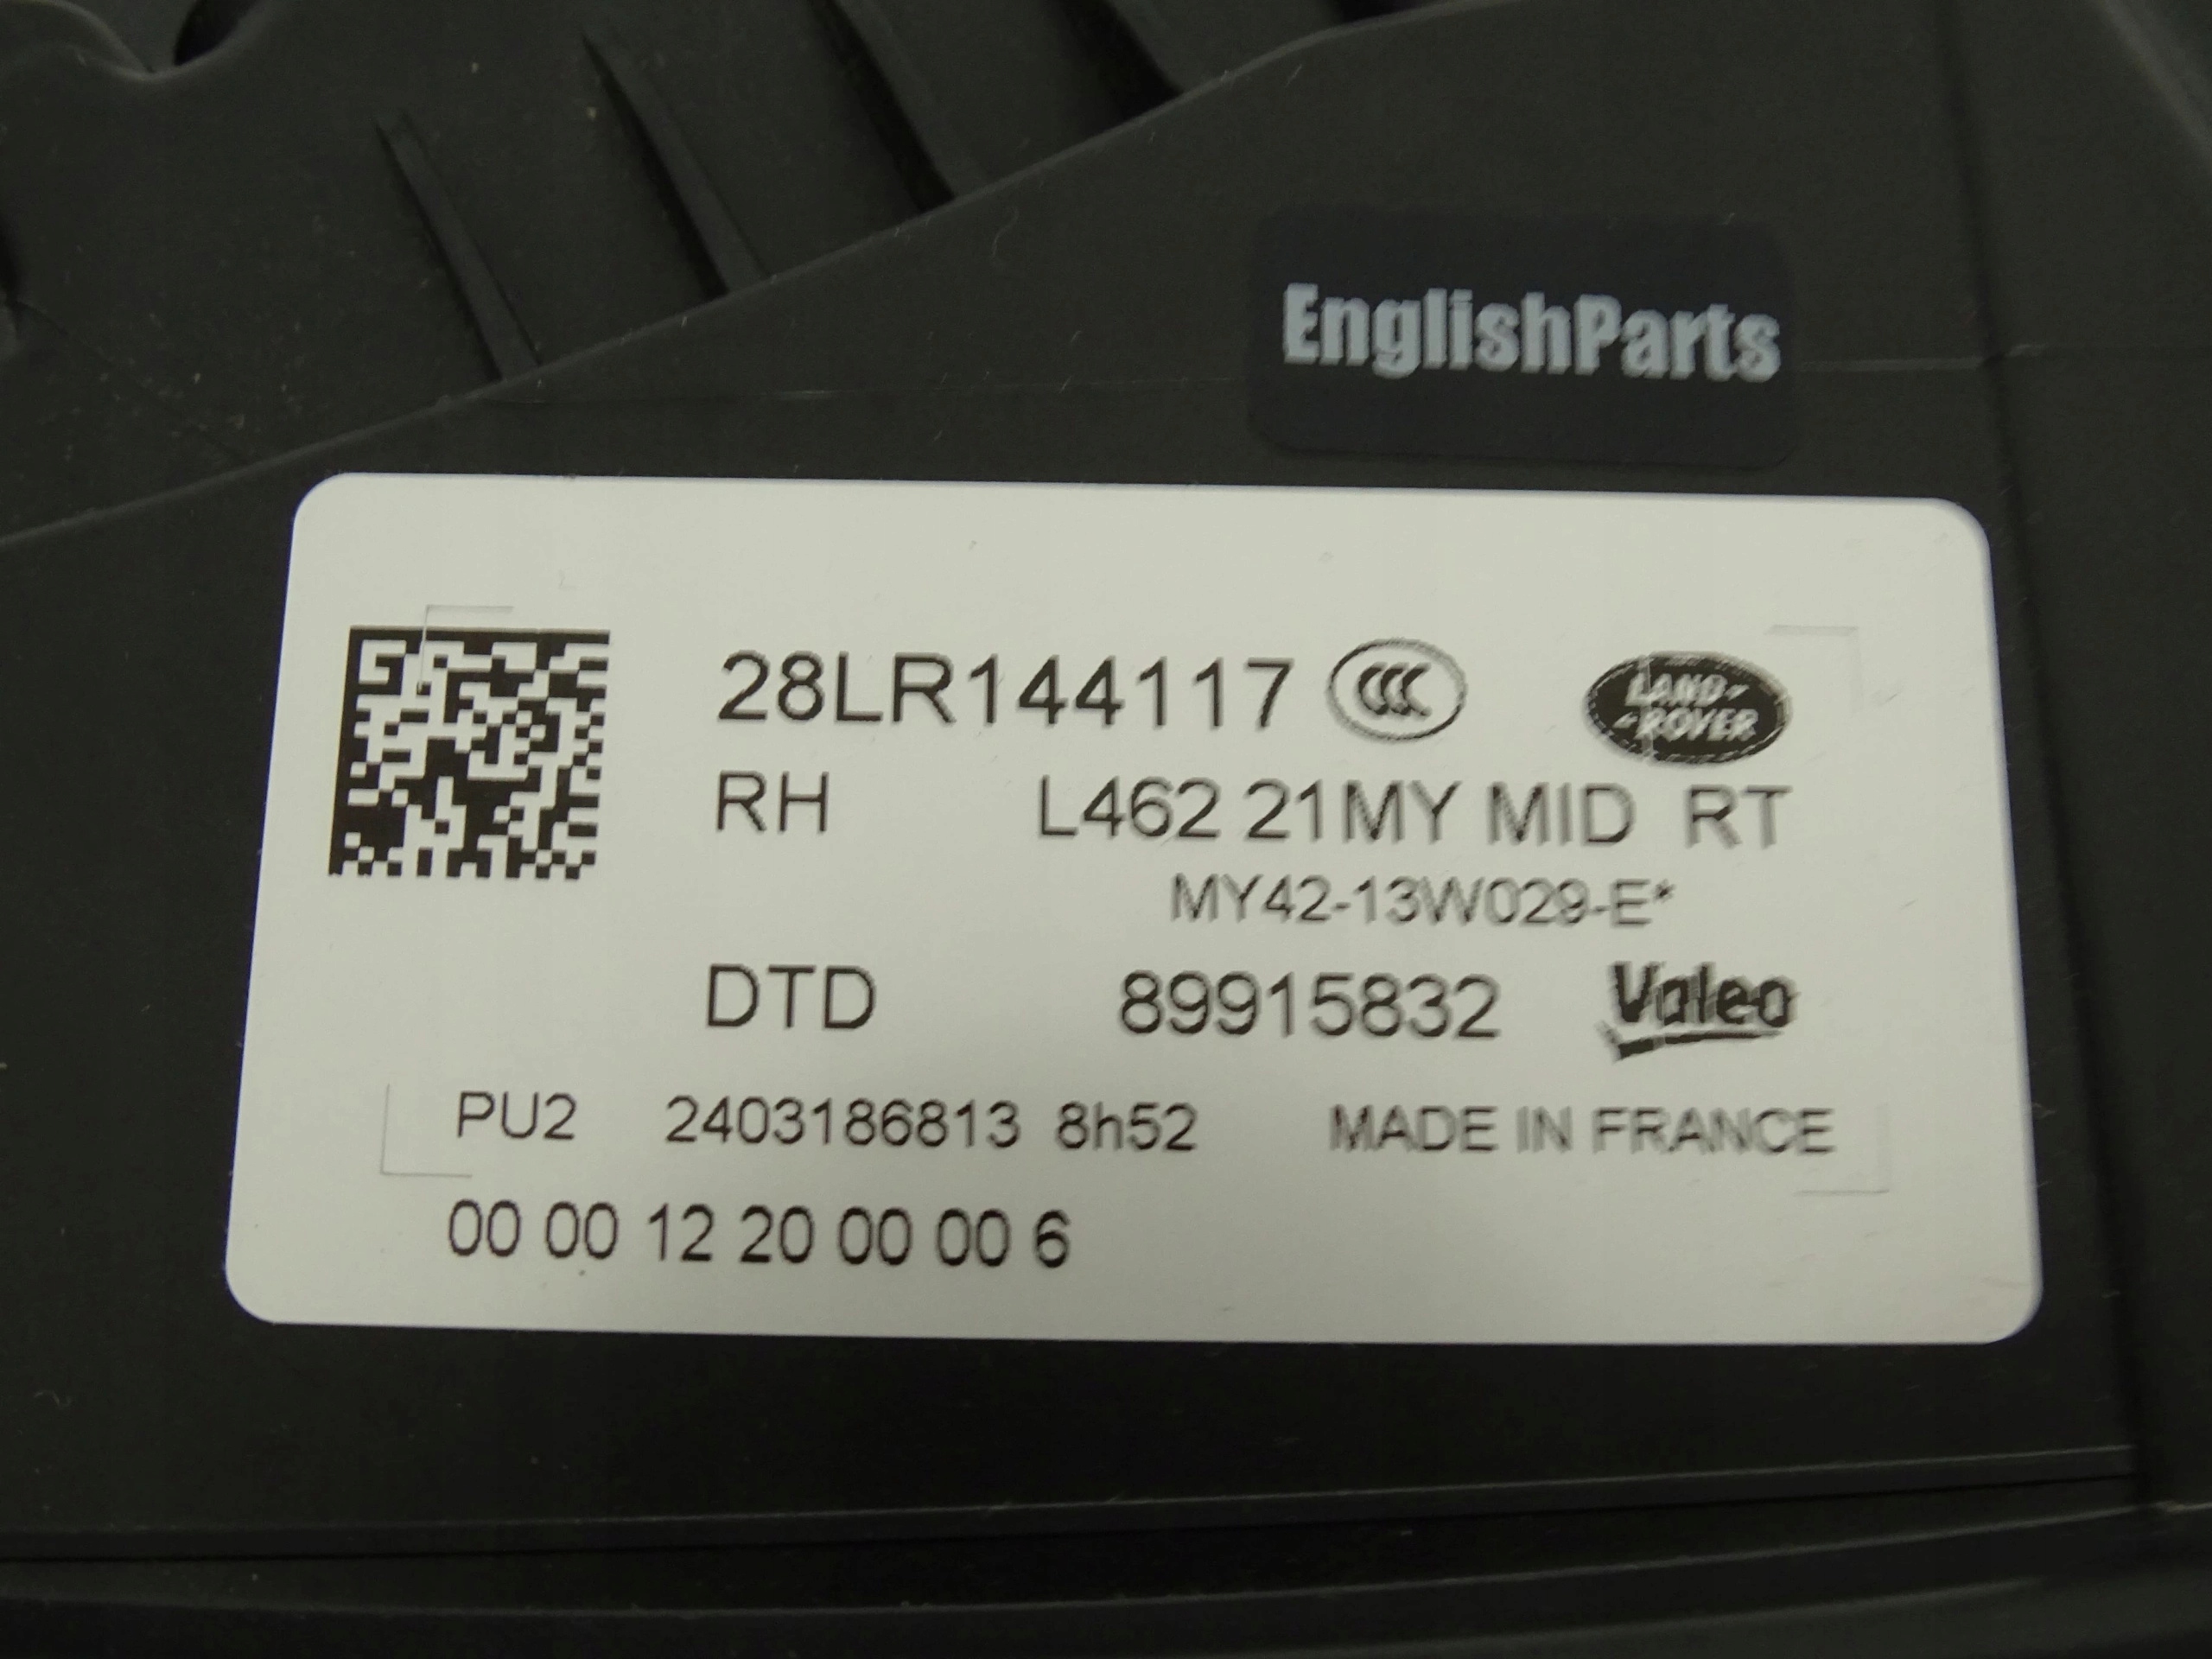 EnglishParts
28LR144117 CCC LAND-
-ROVER
RH L462 21MY MID RT
MY42-13W029-E*
DTD 89915832 Valeo
PU2 2403186813 8h52 MADE IN FRANCE
00 00 12 20 00 00 6